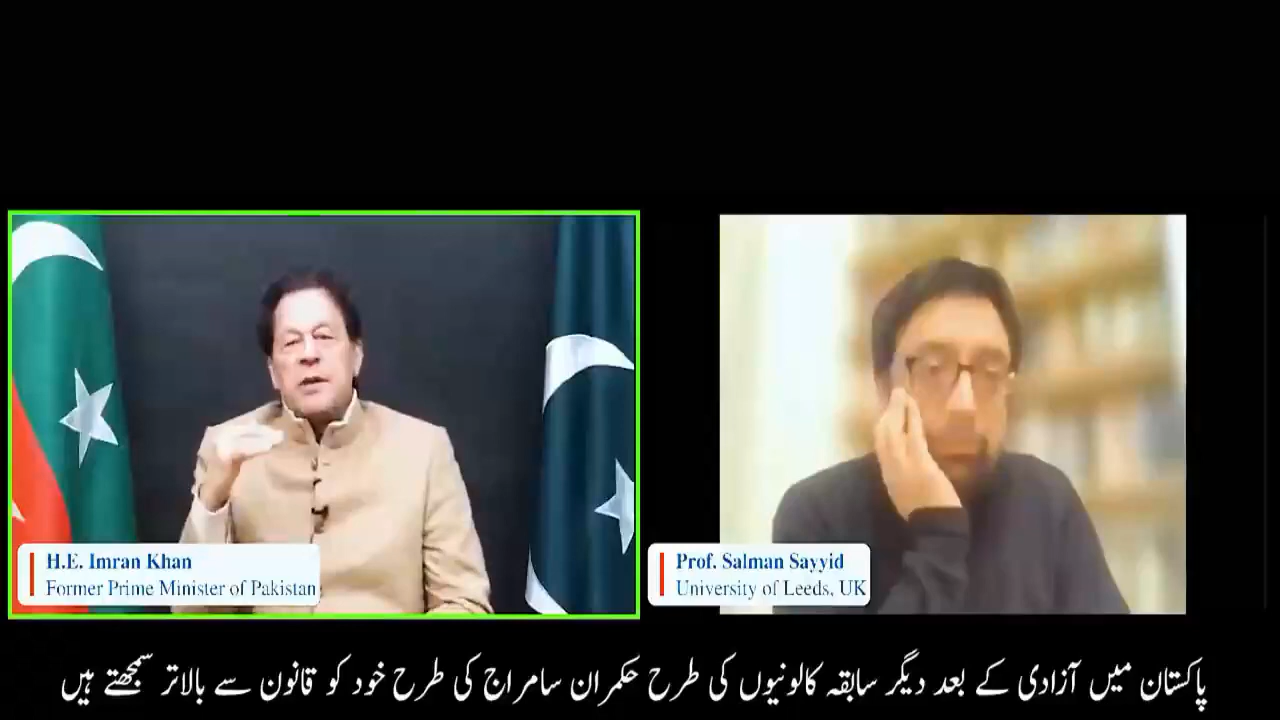 H.E. Imran Khan
Former Prime Minister of Pakistan
Prof. Salman Sayyid
University of Leeds, UK
پاکستان میں آزادی کے بعد دیگر سابقہ کالونیوں کی طرح حکمران سامراج کی طرح خود کو قانون سے بالاتر سمجھتے ہیں